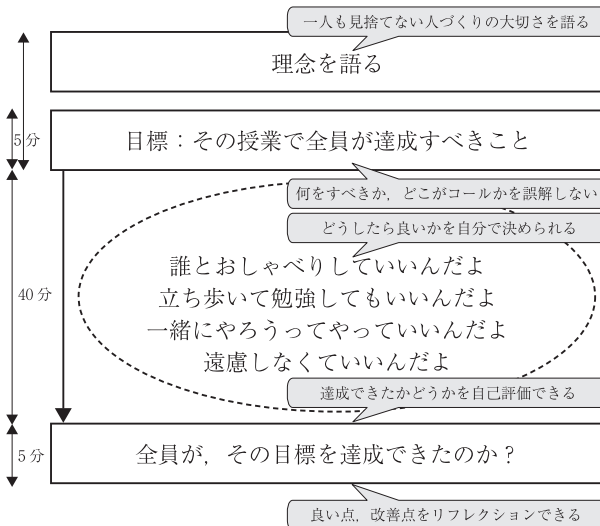 一人も見捨てない人づくりの大切さを語る
理念を語る
5分
目標：その授業で全員が達成すべきこと
何をすべきか，どこがコールかを誤解しない
どうしたら良いかを自分で決められる
誰とおしゃべりしていいんだよ
立ち歩いて勉強してもいいんだよ
40分
一緒にやろうってやっていいんだよ
遠慮しなくていいんだよ
達成できたかどうかを自己評価できる
5分
全員が，その目標を達成できたのか？
良い点，改善点をリフレクションできる